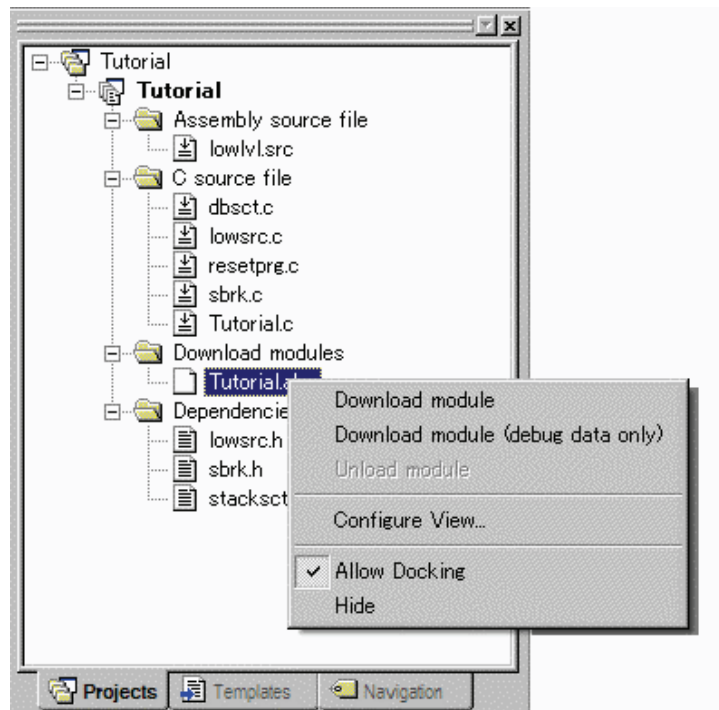 Tutorial
Tutorial
Assembly source file
lowlvl.src
C source file
dbsct.c
lowsrc.c
resetprg.c
sbrk.c
Tutorial.c
Download modules
Dependencie
lowsrc.h
sbrk.h
stacksct
Download module
Download module (debug data only)
Unload module
Configure View...
Allow Docking
Hide
Projects
Templates
Navigation